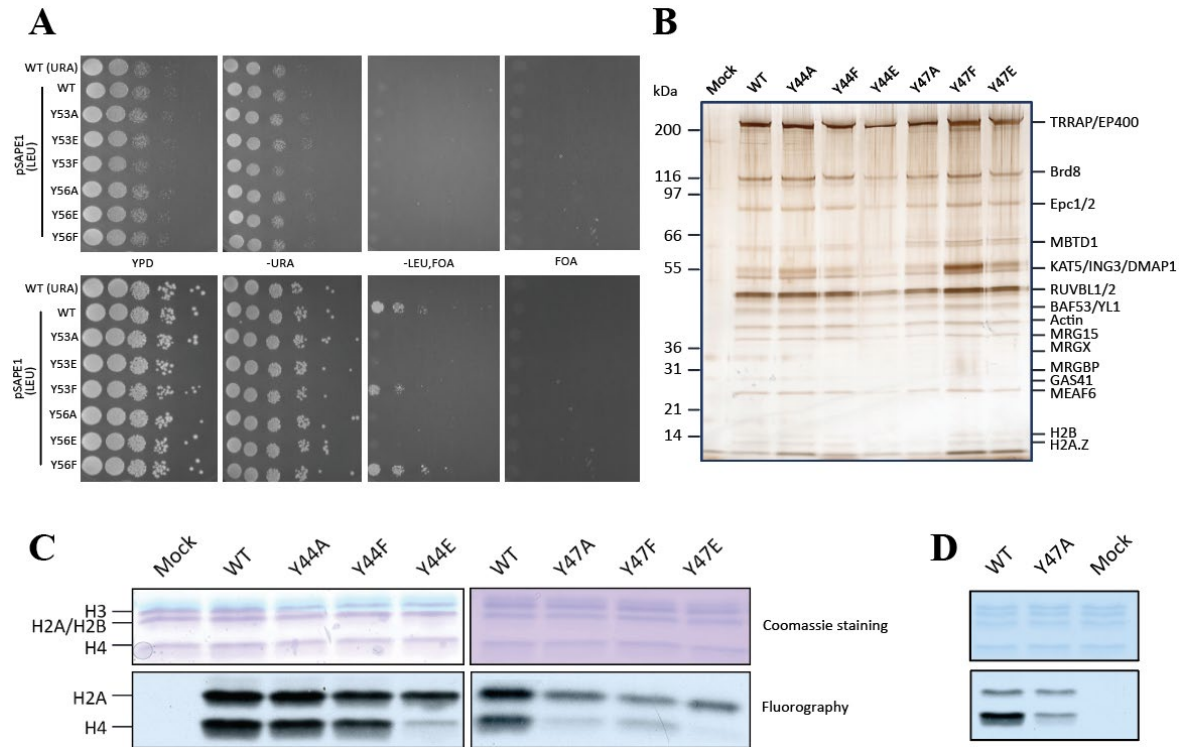 A
WT (URA)
WT
Y53A
Y53E
Y53F
Y56A
Y56E
Y56F
pSAPE1
(LEU)
YPD
-URA
-LEU,FOA
FOA
WT (URA)
WT
Y53A
Y53E
Y53F
Y56A
Y56E
Y56F
pSAPE1
(LEU)
B
kDa
Mock
WT
Y44A
Y44F
Y44E
Y47A
Y47F
Y47E
200
116
97
66
55
36
31
21
14
TRRAP/EP400
Brd8
Epc1/2
MBTD1
KAT5/ING3/DMAP1
RUVBL1/2
BAF53/YL1
Actin
MRG15
MRGX
MRGBP
GAS41
MEAF6
H2B
H2A.Z
C
Mock
WT
Y44A
Y44F
Y44E
WT
Y47A
Y47F
Y47E
H3
H2A/H2B
H4
Coomassie staining
H2A
H4
Fluorography
D
WT
Y47A
Mock